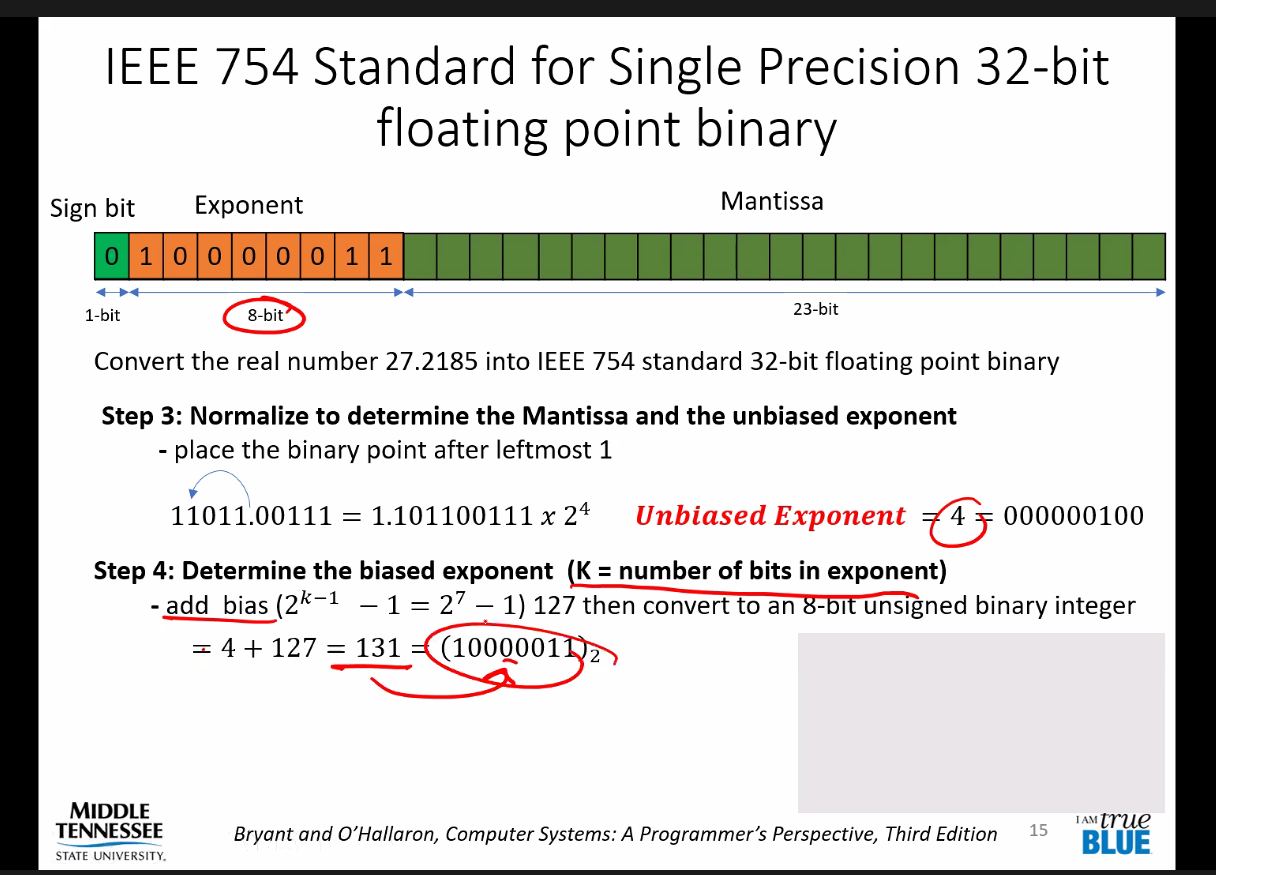 IEEE 754 Standard for Single Precision 32-bit
floating point binary
Sign bit
Exponent
Mantissa
0 1 0 0 0 0 0 1 1
1-bit
8-bit
23-bit
Convert the real number 27.2185 into IEEE 754 standard 32-bit floating point binary
Step 3: Normalize to determine the Mantissa and the unbiased exponent
- place the binary point after leftmost 1
11011.00111 = 1.101100111 x 2⁴ Unbiased Exponent = 4 = 000000100
Step 4: Determine the biased exponent (K = number of bits in exponent)
- add bias (2ᵏ⁻¹ − 1 = 2⁷ − 1) 127 then convert to an 8-bit unsigned binary integer
= 4 + 127 = 131 = (10000011)₂
MIDDLE
TENNESSEE
STATE UNIVERSITY.
Bryant and O'Hallaron, Computer Systems: A Programmer's Perspective, Third Edition
15
I AM true
BLUE